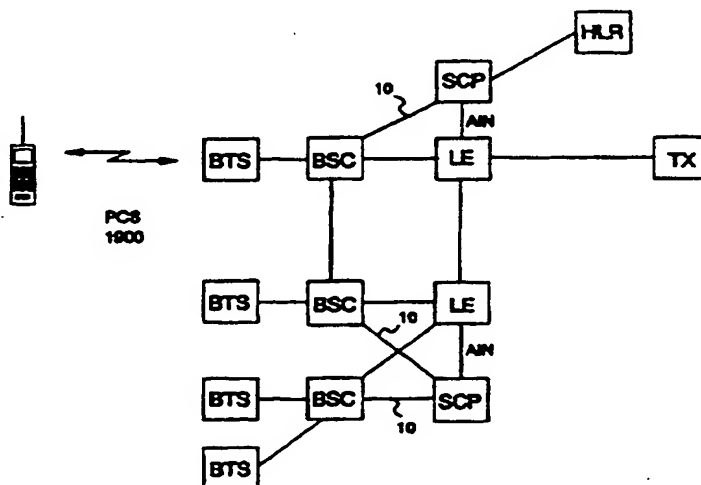 HLR
SCP
10
AIN
BTS
BSC
LE
TX
PCS
1900
BTS
BSC
LE
10
AIN
BTS
BSC
SCP
10
BTS